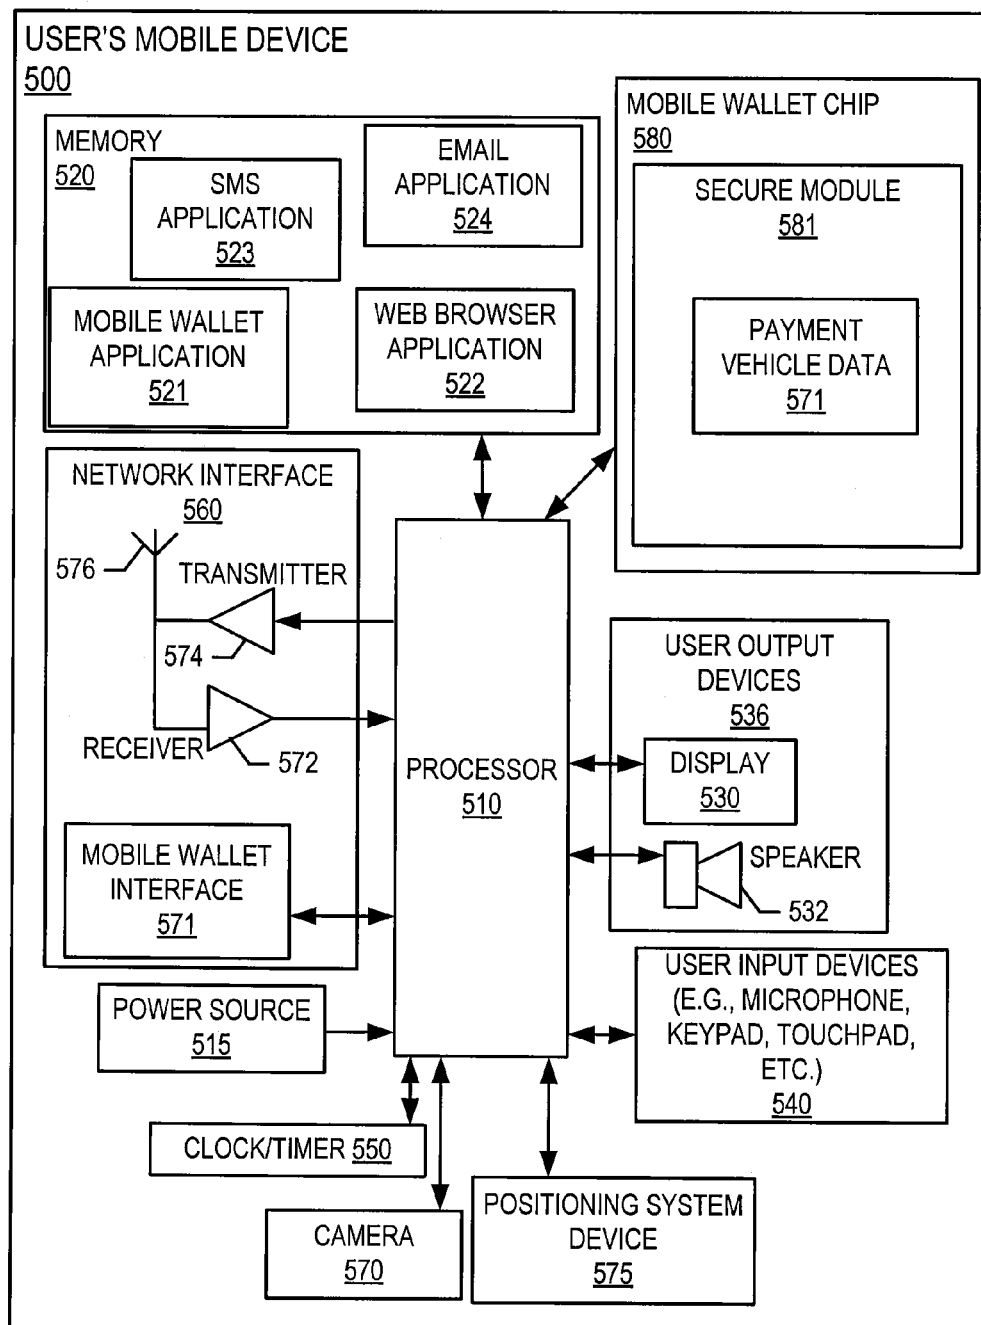 USER'S MOBILE DEVICE
500
MEMORY
520
SMS
APPLICATION
523
EMAIL
APPLICATION
524
MOBILE WALLET
APPLICATION
521
WEB BROWSER
APPLICATION
522
MOBILE WALLET CHIP
580
SECURE MODULE
581
PAYMENT
VEHICLE DATA
571
NETWORK INTERFACE
560
576
TRANSMITTER
574
RECEIVER
572
MOBILE WALLET
INTERFACE
571
PROCESSOR
510
USER OUTPUT
DEVICES
536
DISPLAY
530
SPEAKER
532
POWER SOURCE
515
USER INPUT DEVICES
(E.G., MICROPHONE,
KEYPAD, TOUCHPAD,
ETC.)
540
CLOCK/TIMER 550
CAMERA
570
POSITIONING SYSTEM
DEVICE
575